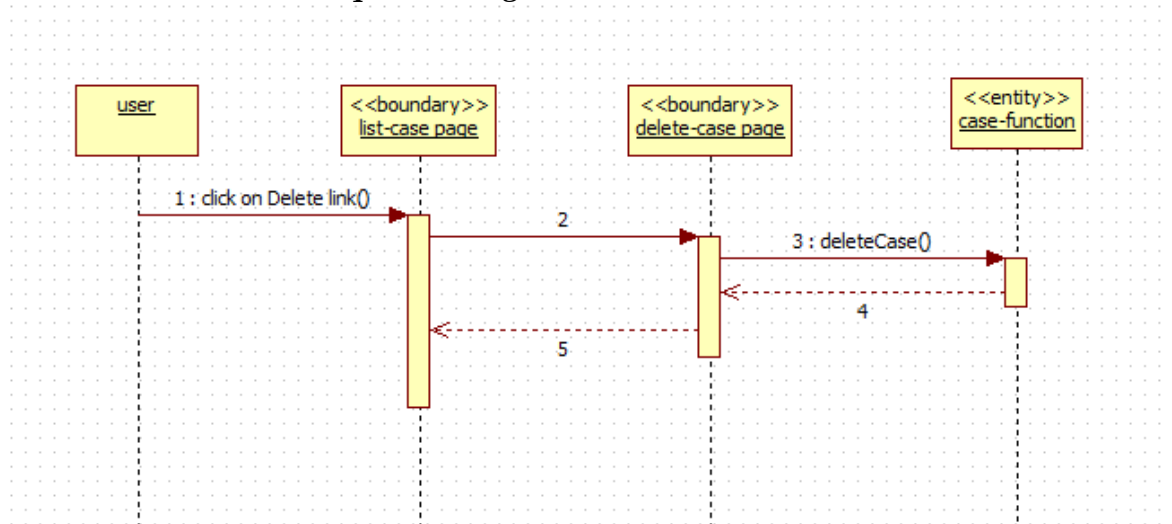 user
<<boundary>>
list-case page
<<boundary>>
delete-case page
<<entity>>
case-function
1 : click on Delete link()
2
3 : deleteCase()
4
5